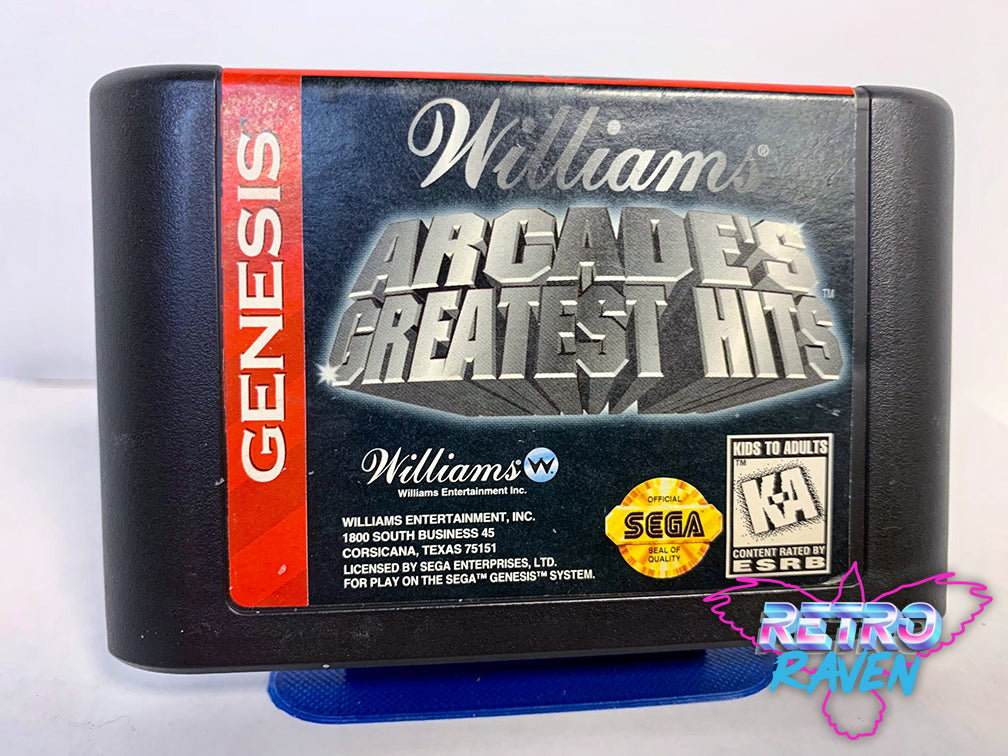 GENESIS
Williams®
ARCADE'S
GREATEST HITS™
Williams® W
Williams Entertainment Inc.
WILLIAMS ENTERTAINMENT, INC.
1800 SOUTH BUSINESS 45
CORSICANA, TEXAS 75151
LICENSED BY SEGA ENTERPRISES, LTD.
FOR PLAY ON THE SEGA™ GENESIS™ SYSTEM.
OFFICIAL
SEGA
SEAL OF
QUALITY
KIDS TO ADULTS
TM
K-A
CONTENT RATED BY
ESRB
RETRO
RAVEN